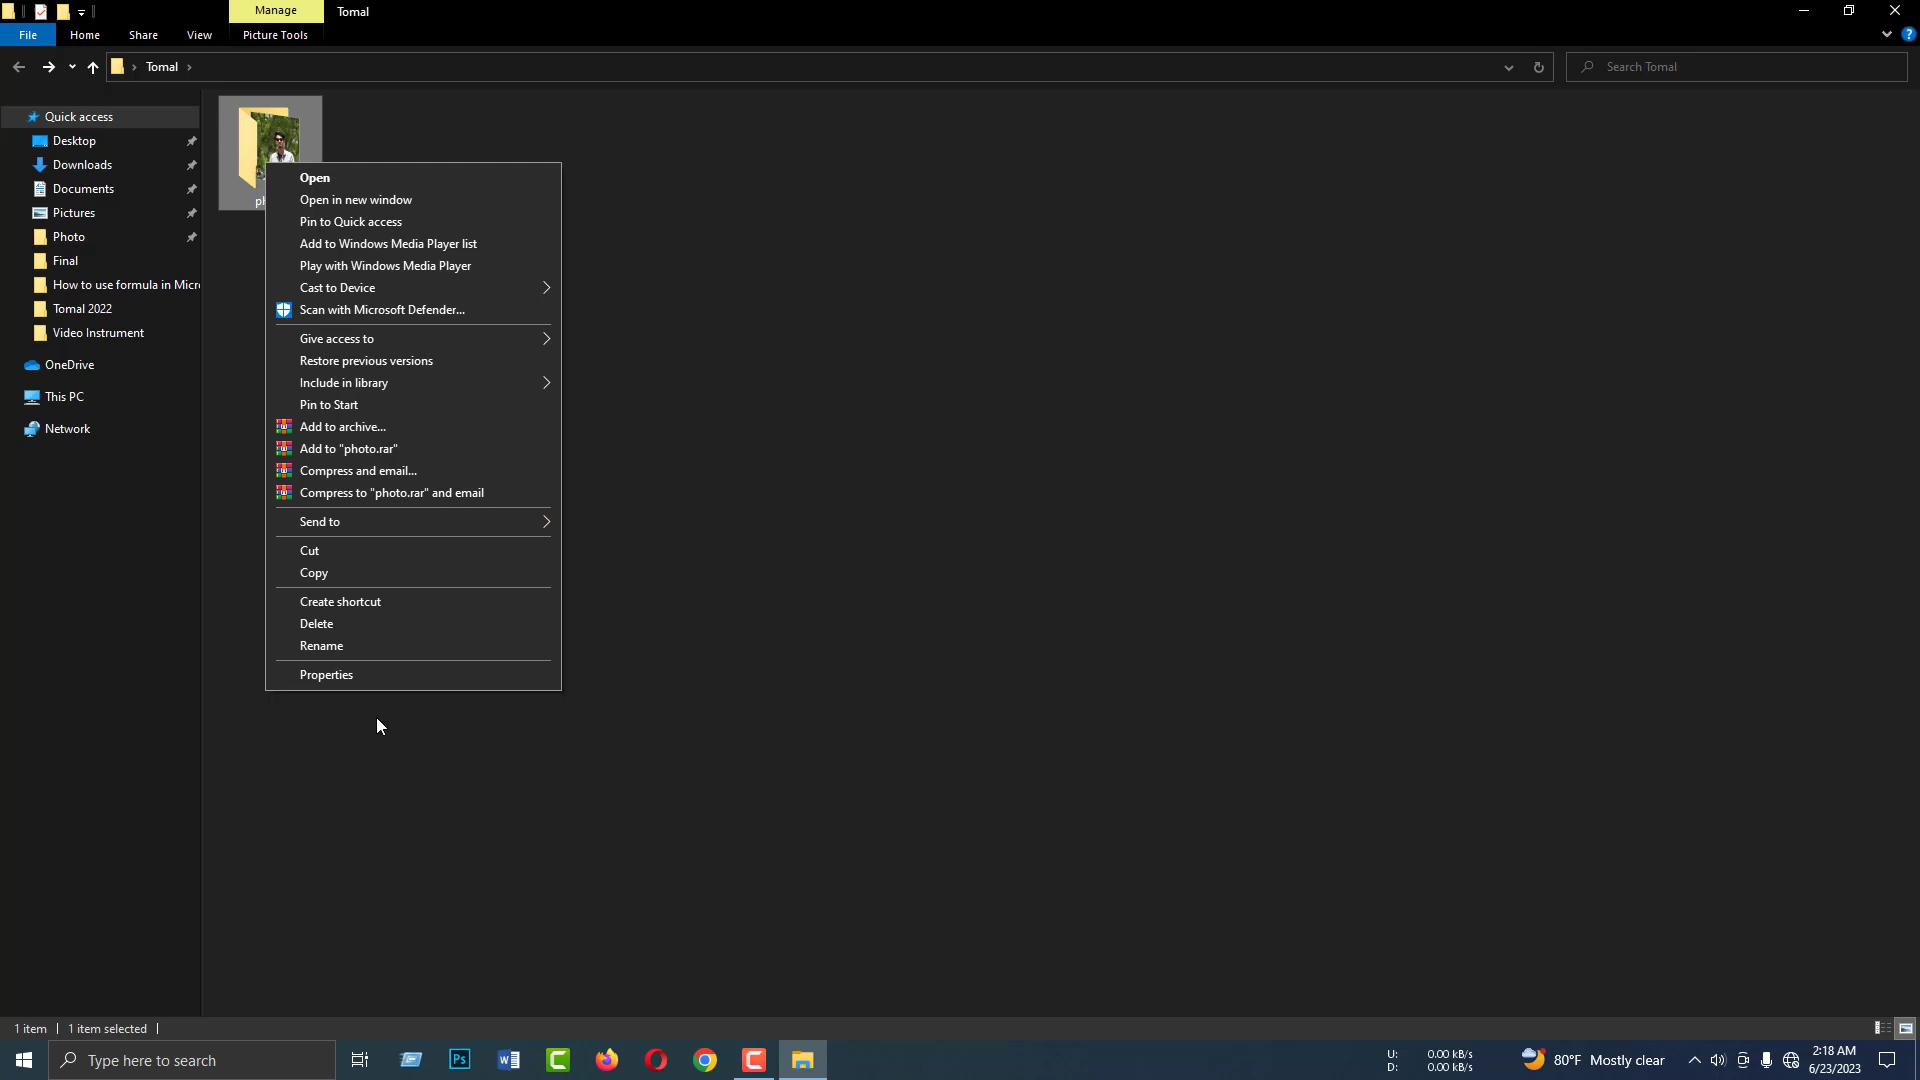 Manage
Tomal
File
Home
Share
View
Picture Tools
?
Tomal
Search Tomal
Quick access
Desktop
Downloads
Documents
Pictures
Photo
Final
How to use formula in Micr
Tomal 2022
Video Instrument
OneDrive
This PC
Network
Open
Open in new window
Pin to Quick access
Add to Windows Media Player list
Play with Windows Media Player
Cast to Device
Scan with Microsoft Defender...
Give access to
Restore previous versions
Include in library
Pin to Start
Add to archive...
Add to "photo.rar"
Compress and email...
Compress to "photo.rar" and email
Send to
Cut
Copy
Create shortcut
Delete
Rename
Properties
1 item
1 item selected
Type here to search
Ps
U: 0.00 kB/s
D: 0.00 kB/s
80°F Mostly clear
2:18 AM
6/23/2023